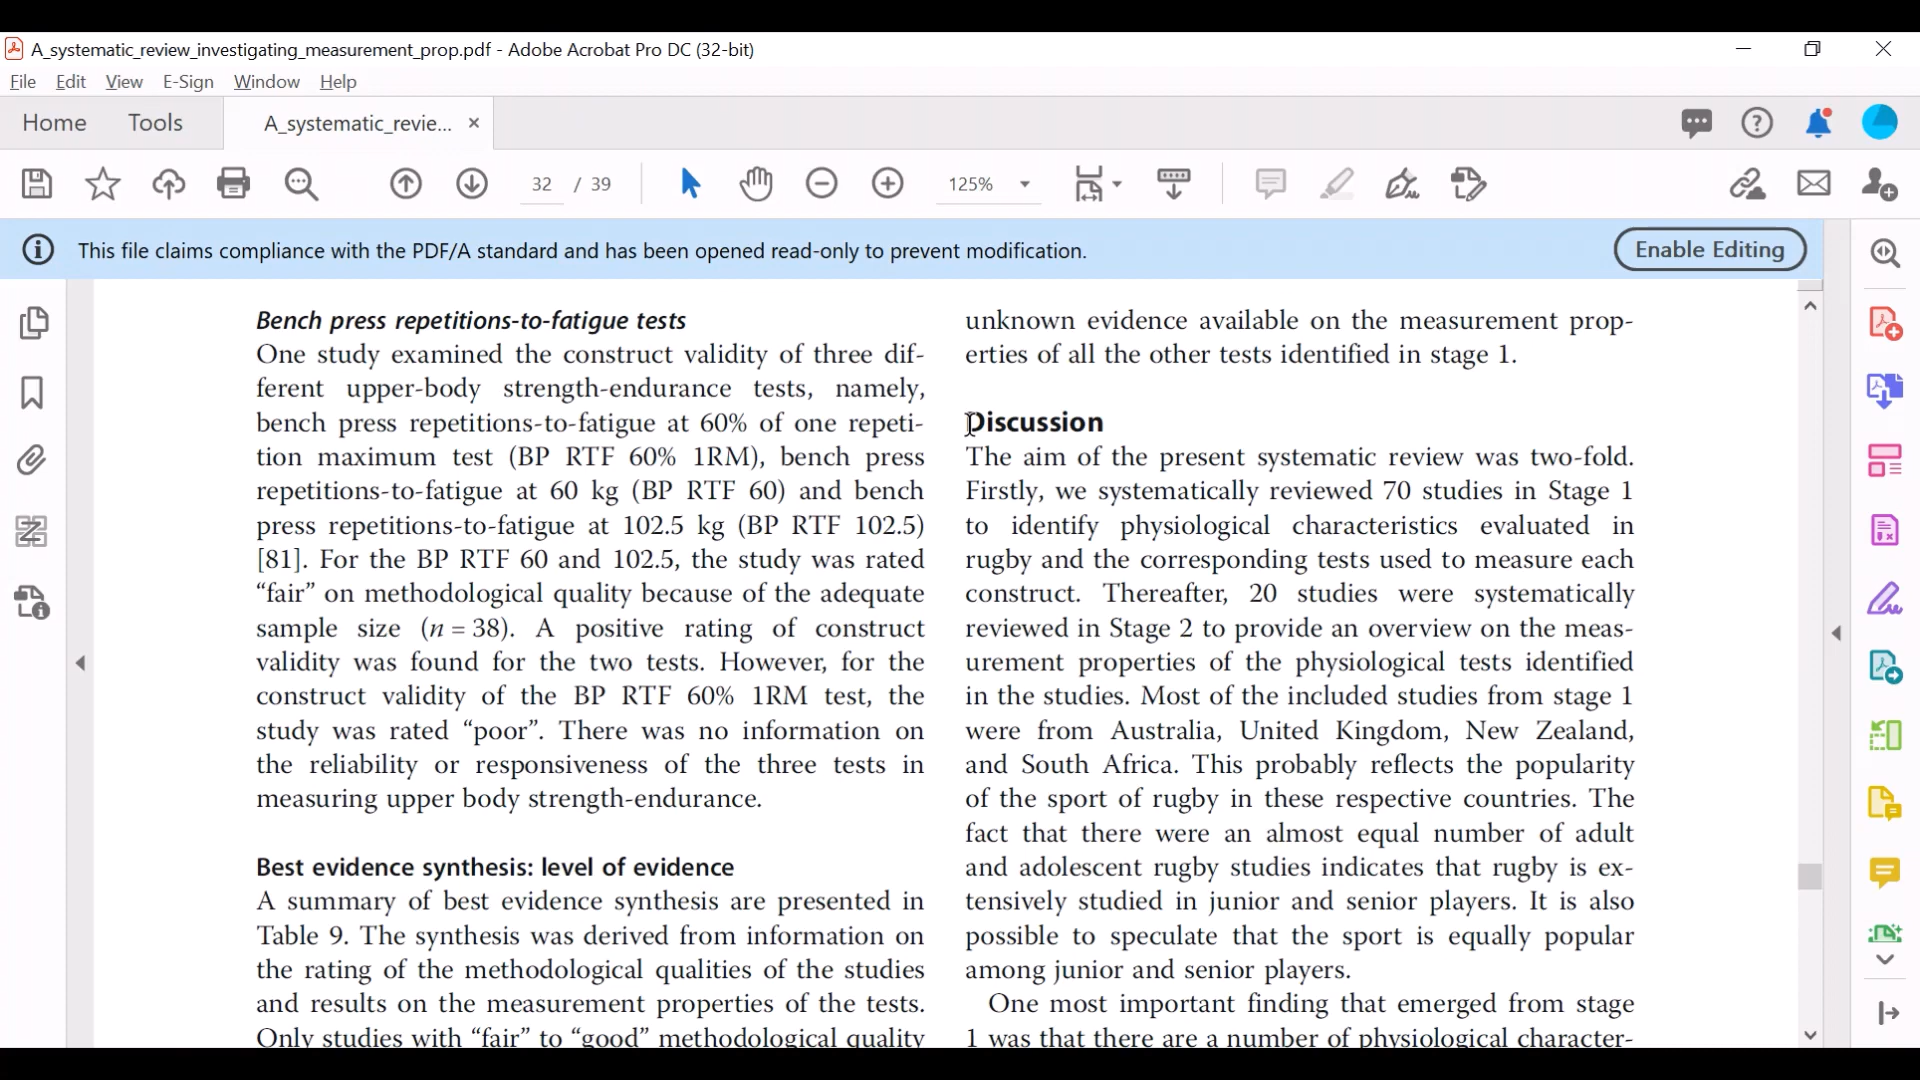 A_systematic_review_investigating_measurement_prop.pdf - Adobe Acrobat Pro DC (32-bit)
File Edit View E-Sign Window Help
Home Tools A_systematic_revie... ×
32 / 39 125%
This file claims compliance with the PDF/A standard and has been opened read-only to prevent modification. Enable Editing
Bench press repetitions-to-fatigue tests
One study examined the construct validity of three dif-
ferent upper-body strength-endurance tests, namely,
bench press repetitions-to-fatigue at 60% of one repeti-
tion maximum test (BP RTF 60% 1RM), bench press
repetitions-to-fatigue at 60 kg (BP RTF 60) and bench
press repetitions-to-fatigue at 102.5 kg (BP RTF 102.5)
[81]. For the BP RTF 60 and 102.5, the study was rated
“fair” on methodological quality because of the adequate
sample size (n = 38). A positive rating of construct
validity was found for the two tests. However, for the
construct validity of the BP RTF 60% 1RM test, the
study was rated “poor”. There was no information on
the reliability or responsiveness of the three tests in
measuring upper body strength-endurance.
Best evidence synthesis: level of evidence
A summary of best evidence synthesis are presented in
Table 9. The synthesis was derived from information on
the rating of the methodological qualities of the studies
and results on the measurement properties of the tests.
Only studies with “fair” to “good” methodological quality
unknown evidence available on the measurement prop-
erties of all the other tests identified in stage 1.
Discussion
The aim of the present systematic review was two-fold.
Firstly, we systematically reviewed 70 studies in Stage 1
to identify physiological characteristics evaluated in
rugby and the corresponding tests used to measure each
construct. Thereafter, 20 studies were systematically
reviewed in Stage 2 to provide an overview on the meas-
urement properties of the physiological tests identified
in the studies. Most of the included studies from stage 1
were from Australia, United Kingdom, New Zealand,
and South Africa. This probably reflects the popularity
of the sport of rugby in these respective countries. The
fact that there were an almost equal number of adult
and adolescent rugby studies indicates that rugby is ex-
tensively studied in junior and senior players. It is also
possible to speculate that the sport is equally popular
among junior and senior players.
One most important finding that emerged from stage
1 was that there are a number of physiological character-